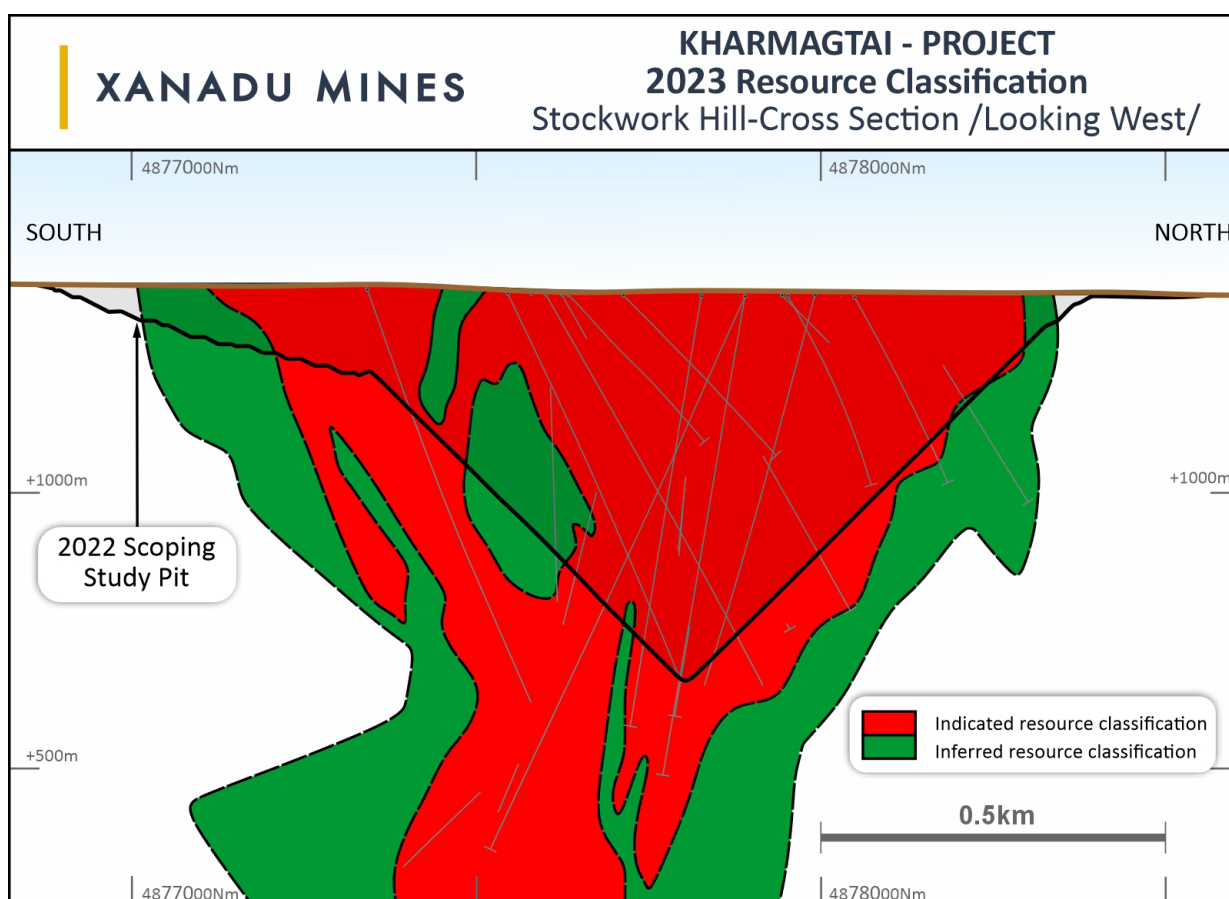 XANADU MINES
KHARMAGTAI - PROJECT
2023 Resource Classification
Stockwork Hill-Cross Section /Looking West/
4877000Nm
4878000Nm
SOUTH
NORTH
+1000m
+1000m
2022 Scoping
Study Pit
+500m
Indicated resource classification
Inferred resource classification
0.5km
4877000Nm
4878000Nm